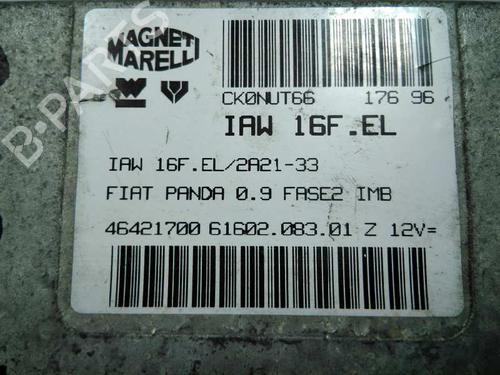 MAGNETI
MARELLI
CK0NUT66 176 96
IAW 16F.EL
IAW 16F.EL/2A21-33
FIAT PANDA 0.9 FASE2 IMB
46421700 61602.083.01 Z 12V=
B-PARTS